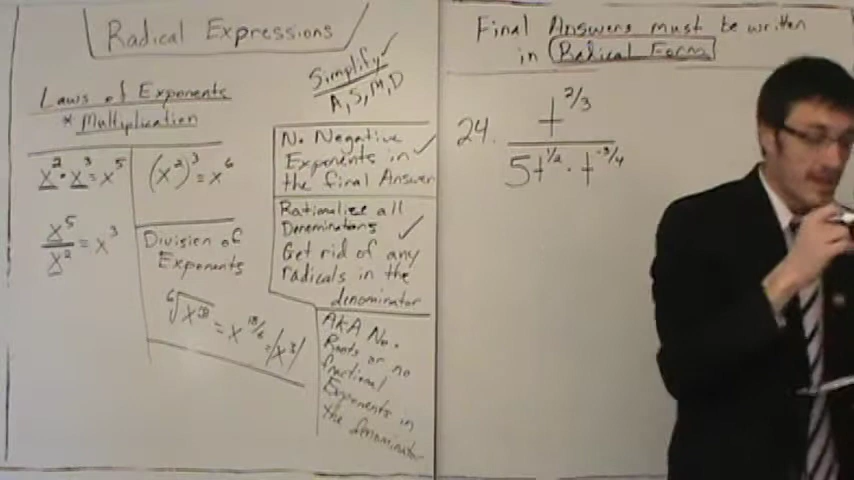 Radical Expressions
Laws of Exponents
* Multiplication
x² · x³ = x⁵
(x²)³ = x⁶
x⁵/x² = x³
Division of
Exponents
⁶√x¹⁸ = x^18/6 = |x³|
Simplify ✓
A, S, M, D
No Negative
Exponents in ✓
the final Answer
Rationalize all
Denominators ✓
Get rid of any
radicals in the
denominator
AKA No
Roots or no
fractional
Exponents in
the denominator
Final Answers must be written
in Radical Form
24. t^2/3 / 5t^1/2 · t^-3/4